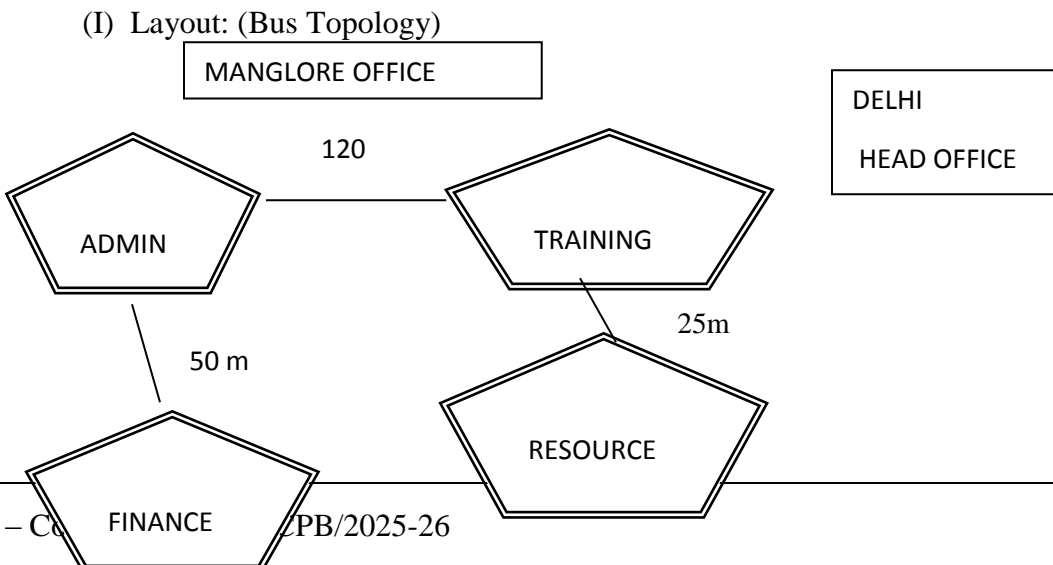 (I) Layout: (Bus Topology)
MANGLORE OFFICE
DELHI
HEAD OFFICE
120
ADMIN
TRAINING
25m
50 m
RESOURCE
FINANCE
– PB/2025-26